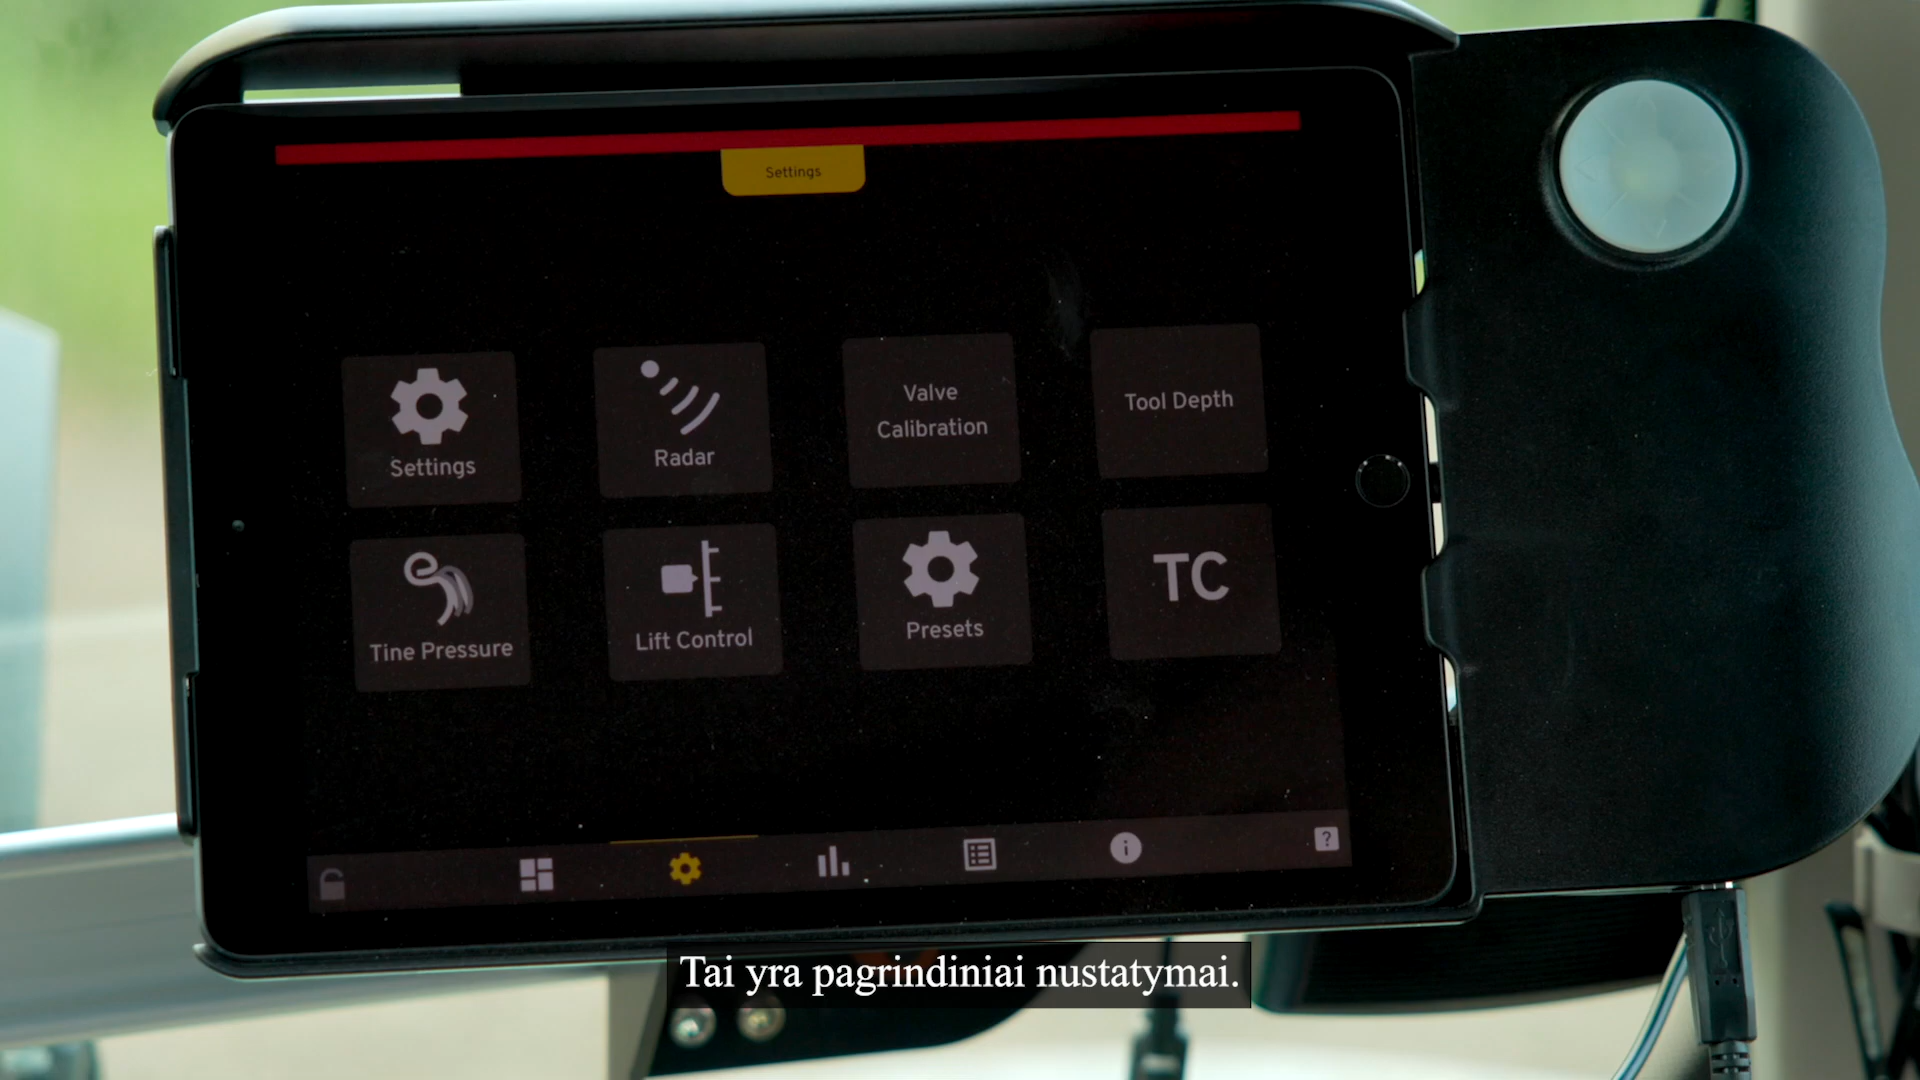 Settings
Settings
Radar
Valve
Calibration
Tool Depth
Tine Pressure
Lift Control
Presets
TC
?
Tai yra pagrindiniai nustatymai.